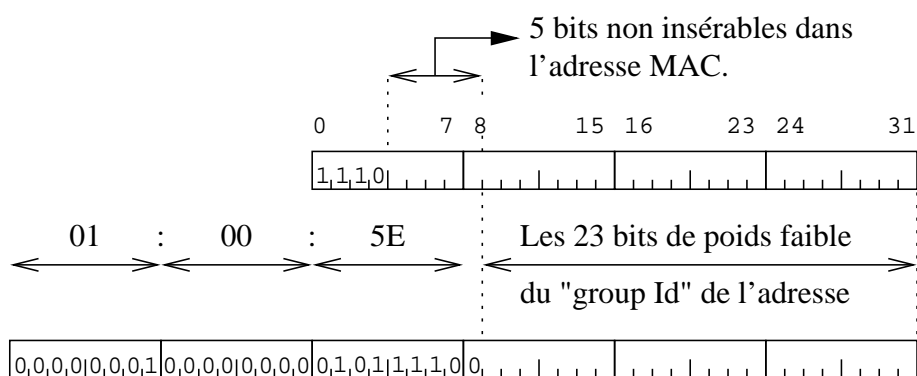 5 bits non insérables dans
l’adresse MAC.
0 7 8 15 16 23 24 31
1 1 1 0
01 : 00 : 5E Les 23 bits de poids faible
du "group Id" de l’adresse
0 0 0 0 0 0 0 1 0 0 0 0 0 0 0 0 0 1 0 1 1 1 1 0 0